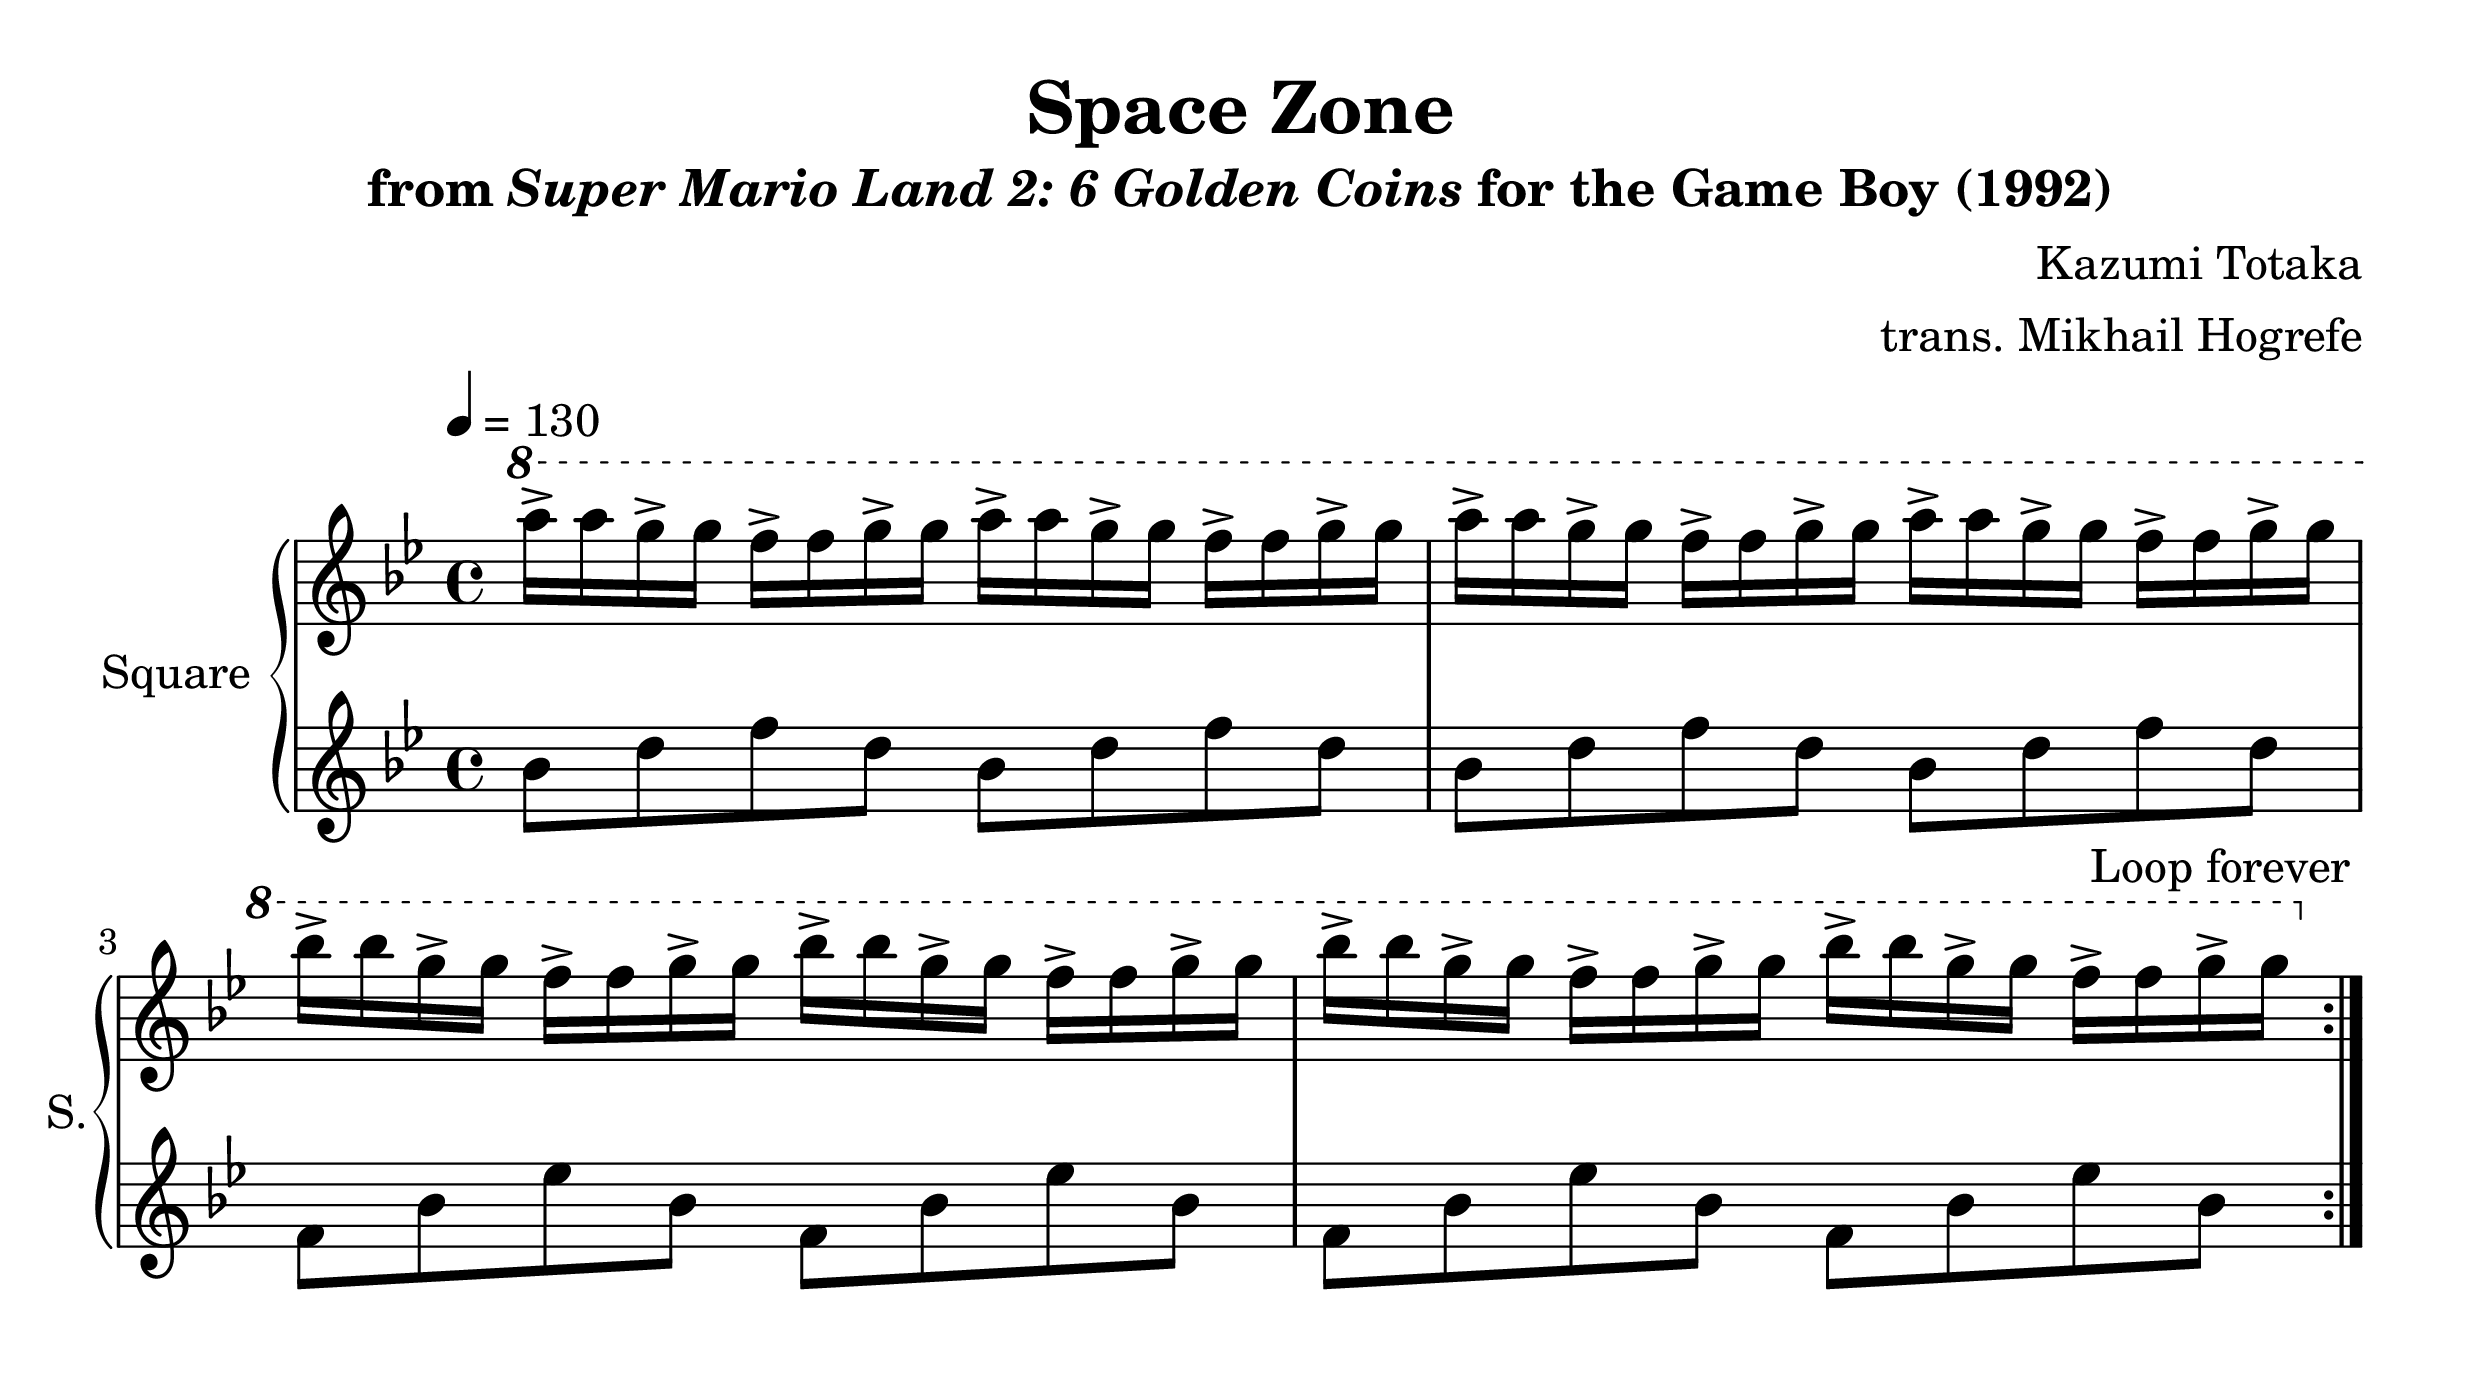 Space Zone
from Super Mario Land 2: 6 Golden Coins for the Game Boy (1992)
Kazumi Totaka
trans. Mikhail Hogrefe
= 130
8
Square
Loop forever
8
3
S.